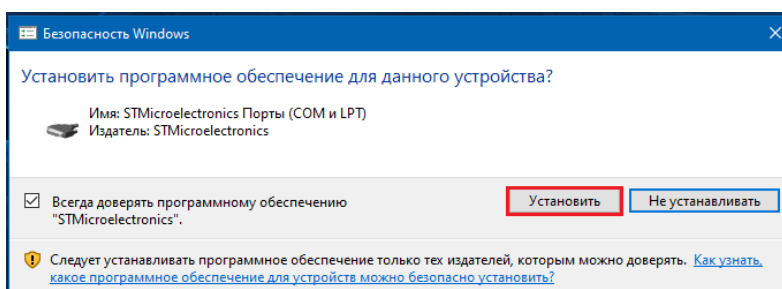 Безопасность Windows
Установить программное обеспечение для данного устройства?
Имя: STMicroelectronics Порты (COM и LPT)
Издатель: STMicroelectronics
Всегда доверять программному обеспечению
"STMicroelectronics".
Установить
Не устанавливать
Следует устанавливать программное обеспечение только тех издателей, которым можно доверять. Как узнать,
какое программное обеспечение для устройств можно безопасно установить?